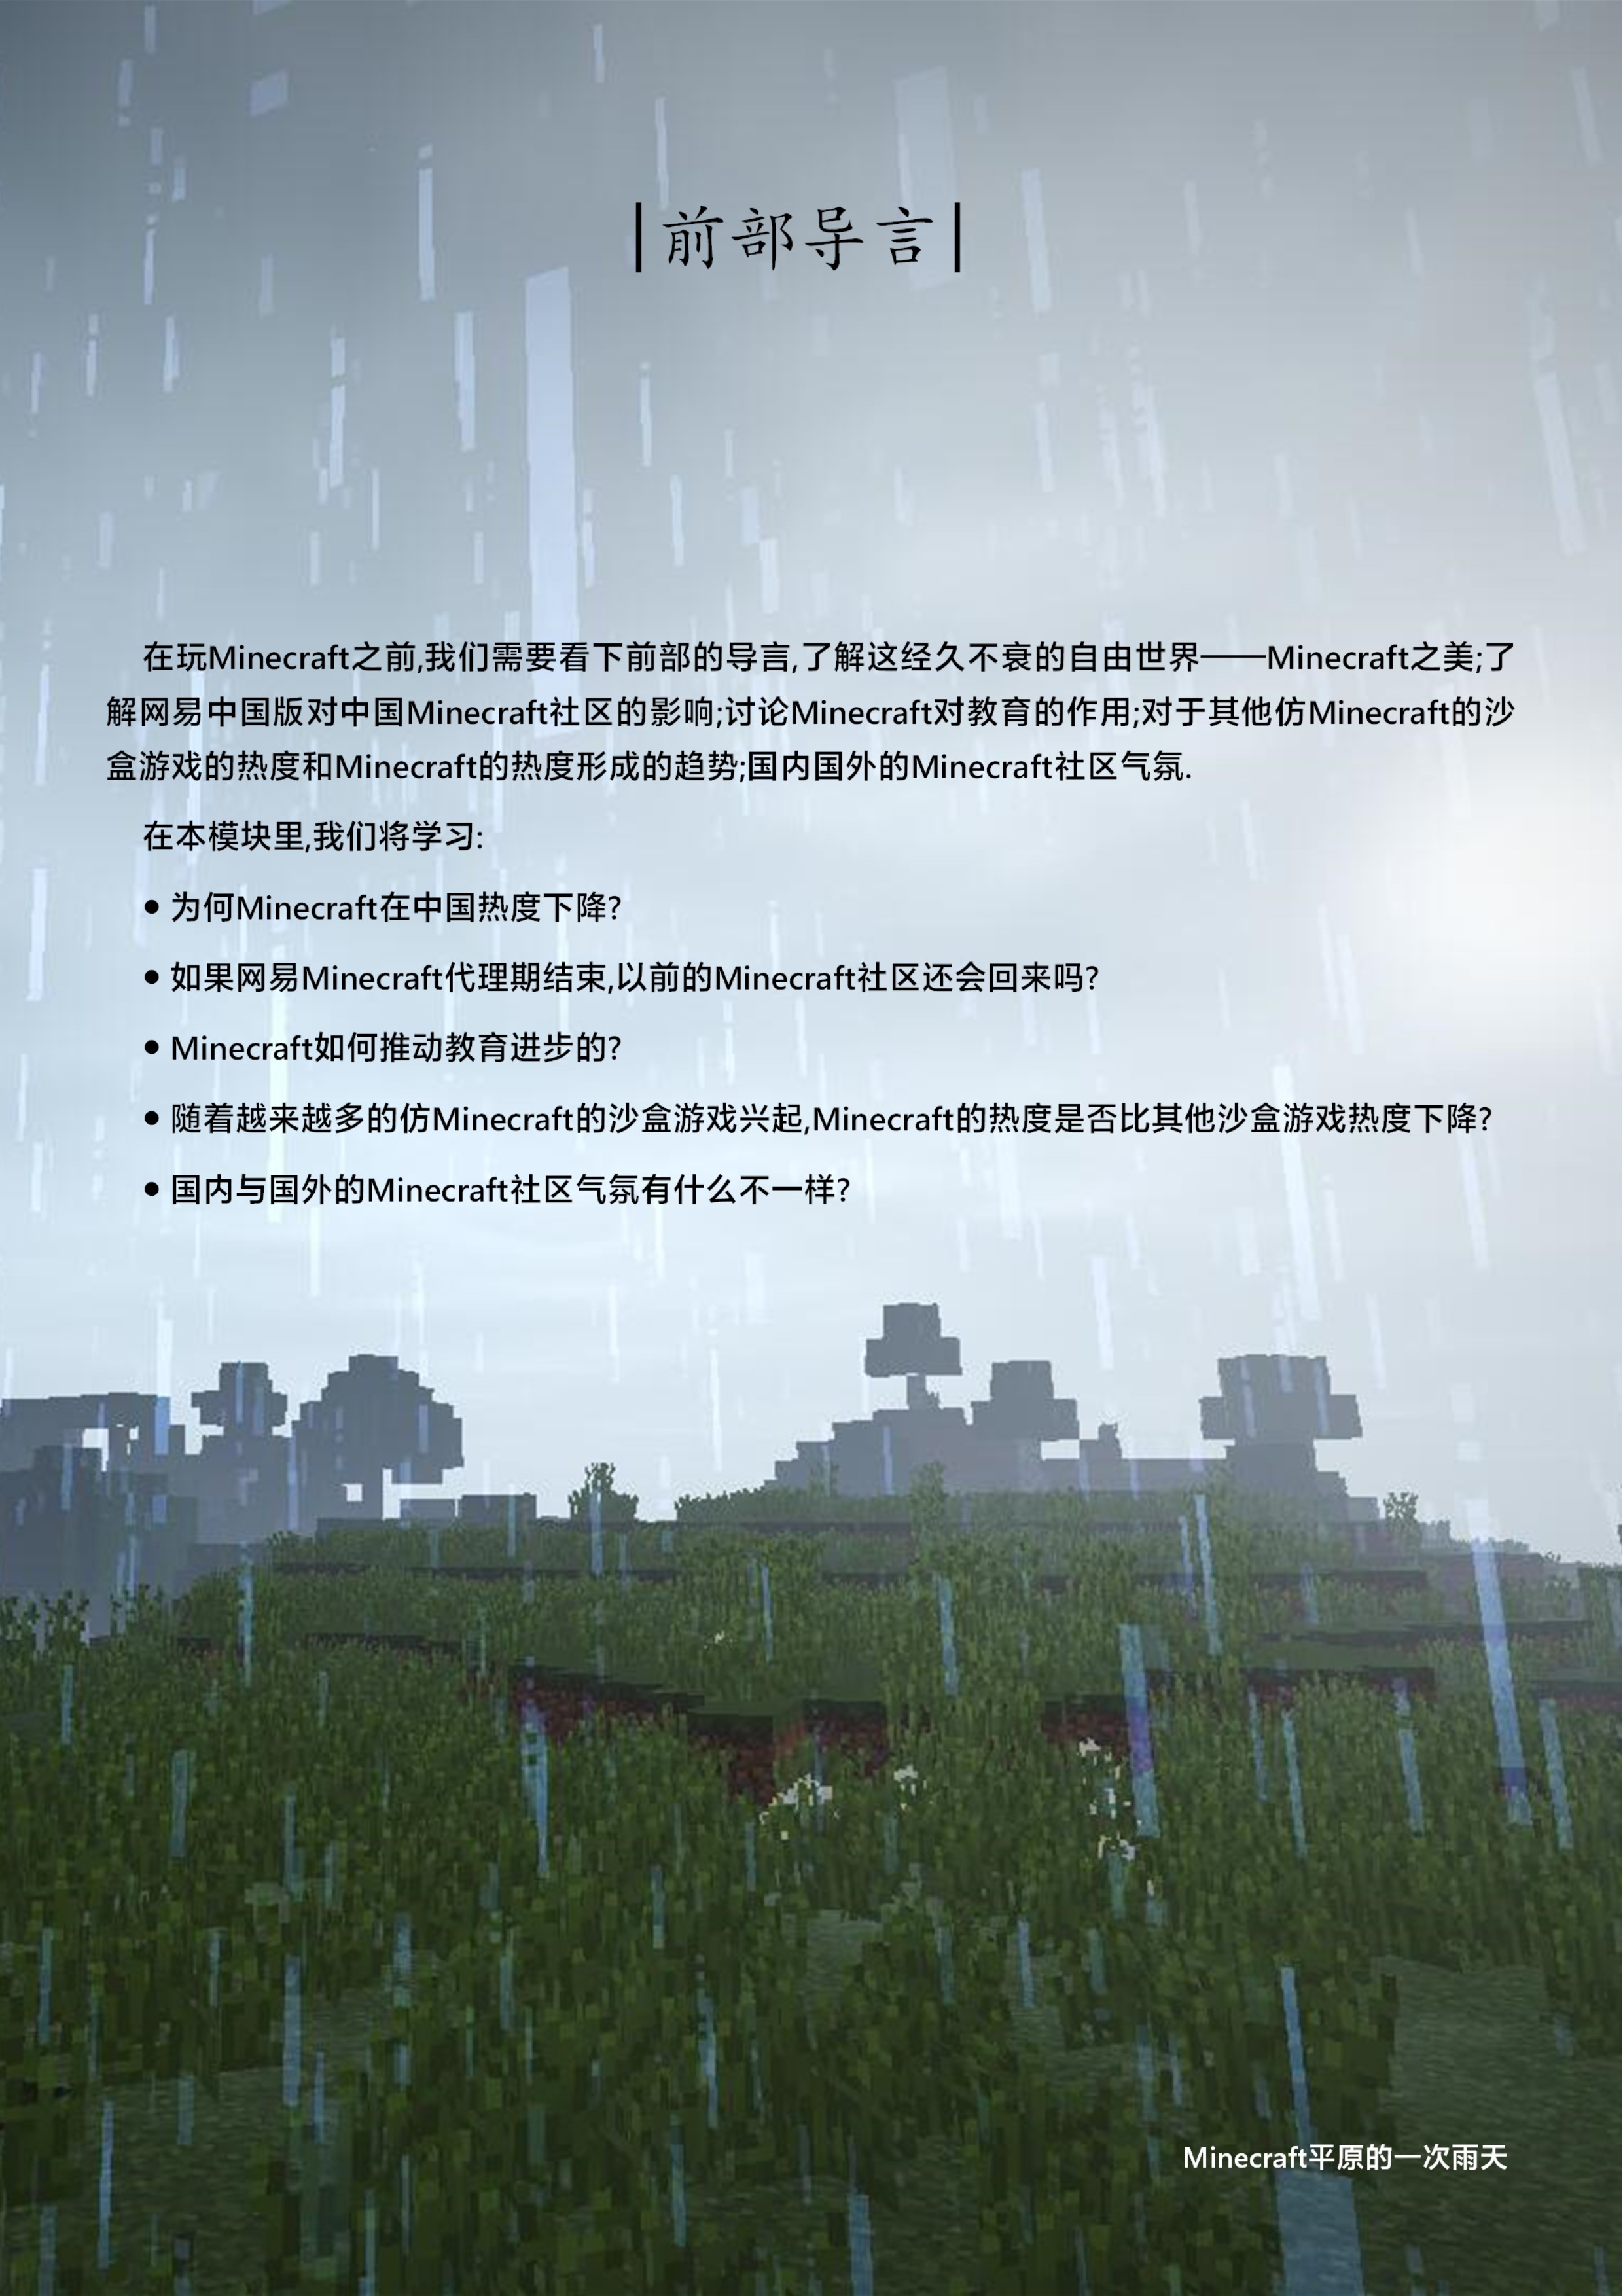 |前部导言|
在玩Minecraft之前,我们需要看下前部的导言,了解这经久不衰的自由世界——Minecraft之美;了
解网易中国版对中国Minecraft社区的影响;讨论Minecraft对教育的作用;对于其他仿Minecraft的沙
盒游戏的热度和Minecraft的热度形成的趋势;国内国外的Minecraft社区气氛.
在本模块里,我们将学习:
● 为何Minecraft在中国热度下降?
● 如果网易Minecraft代理期结束,以前的Minecraft社区还会回来吗?
● Minecraft如何推动教育进步的?
● 随着越来越多的仿Minecraft的沙盒游戏兴起,Minecraft的热度是否比其他沙盒游戏热度下降?
● 国内与国外的Minecraft社区气氛有什么不一样?
Minecraft平原的一次雨天